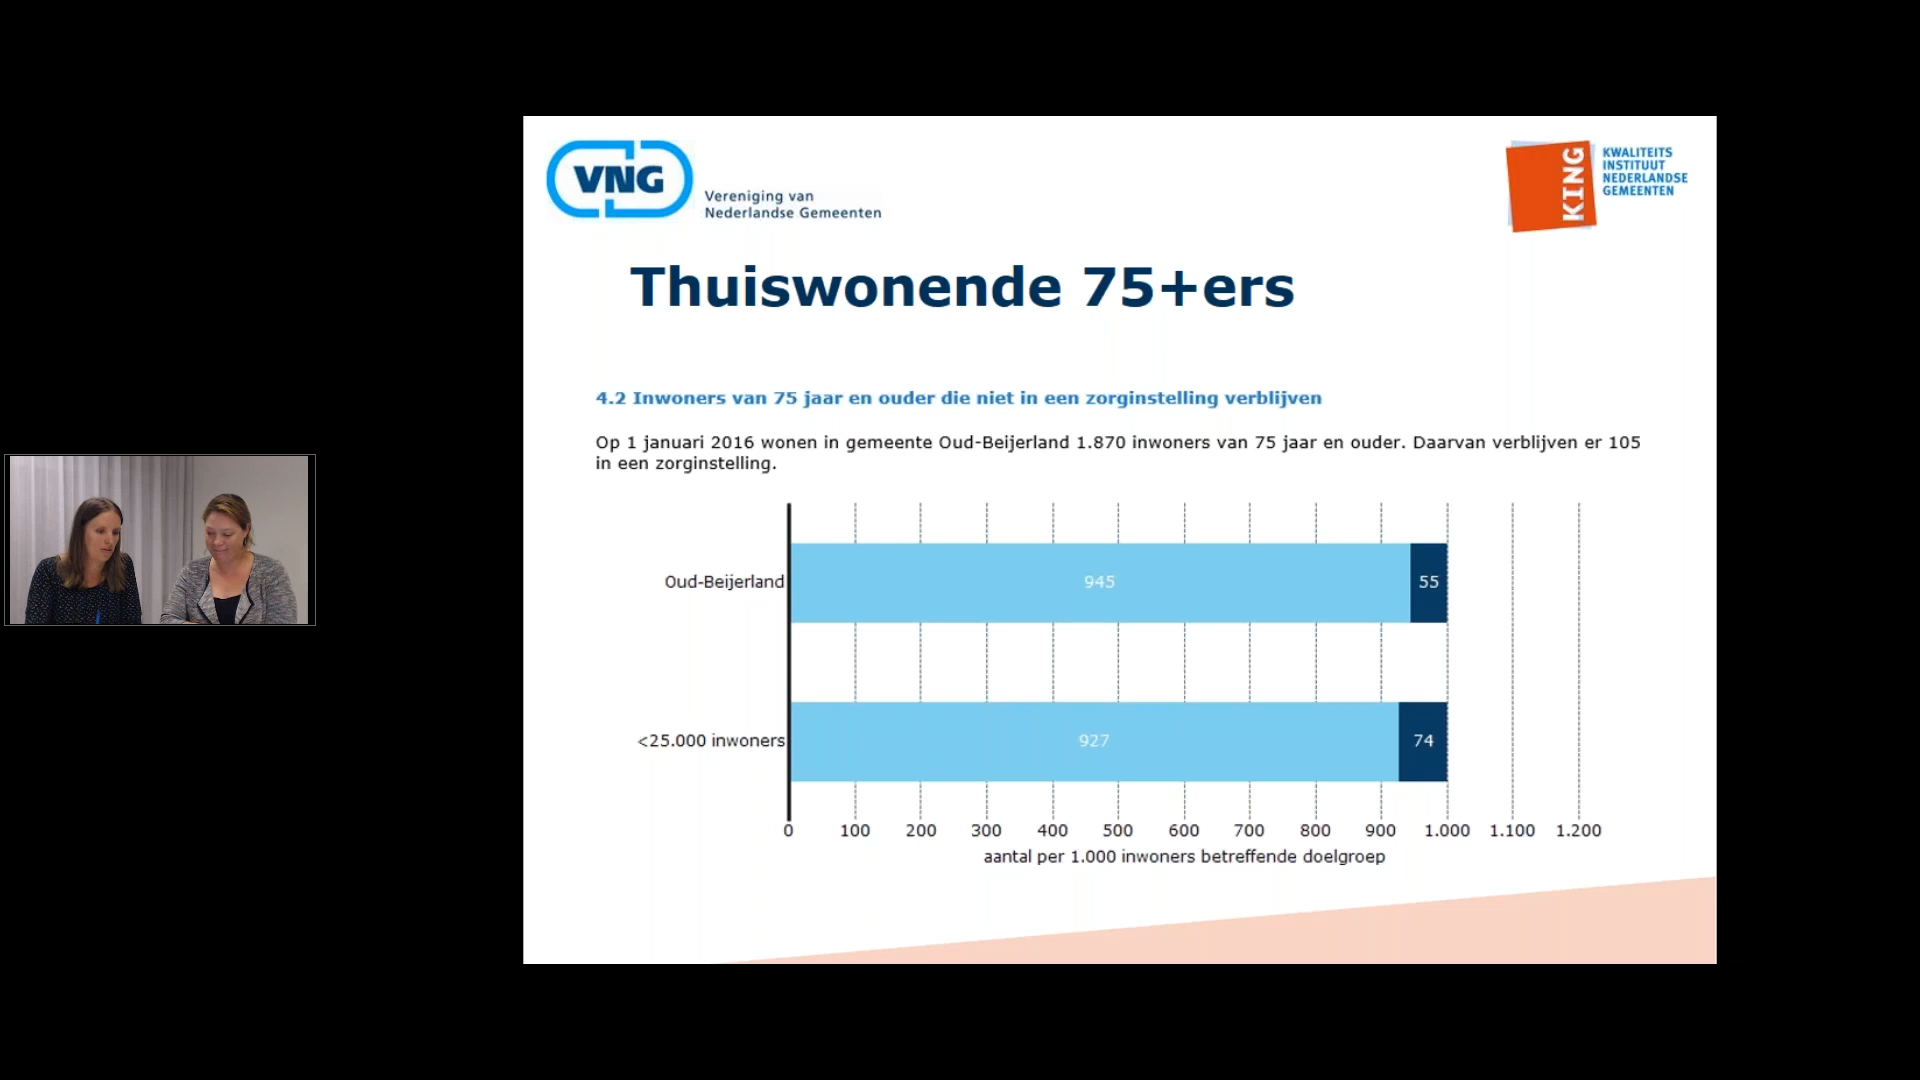 VNG
Vereniging van
Nederlandse Gemeenten
KING
KWALITEITS
INSTITUUT
NEDERLANDSE
GEMEENTEN
Thuiswonende 75+ers
4.2 Inwoners van 75 jaar en ouder die niet in een zorginstelling verblijven
Op 1 januari 2016 wonen in gemeente Oud-Beijerland 1.870 inwoners van 75 jaar en ouder. Daarvan verblijven er 105
in een zorginstelling.
Oud-Beijerland 945 55
<25.000 inwoners 927 74
0 100 200 300 400 500 600 700 800 900 1.000 1.100 1.200
aantal per 1.000 inwoners betreffende doelgroep